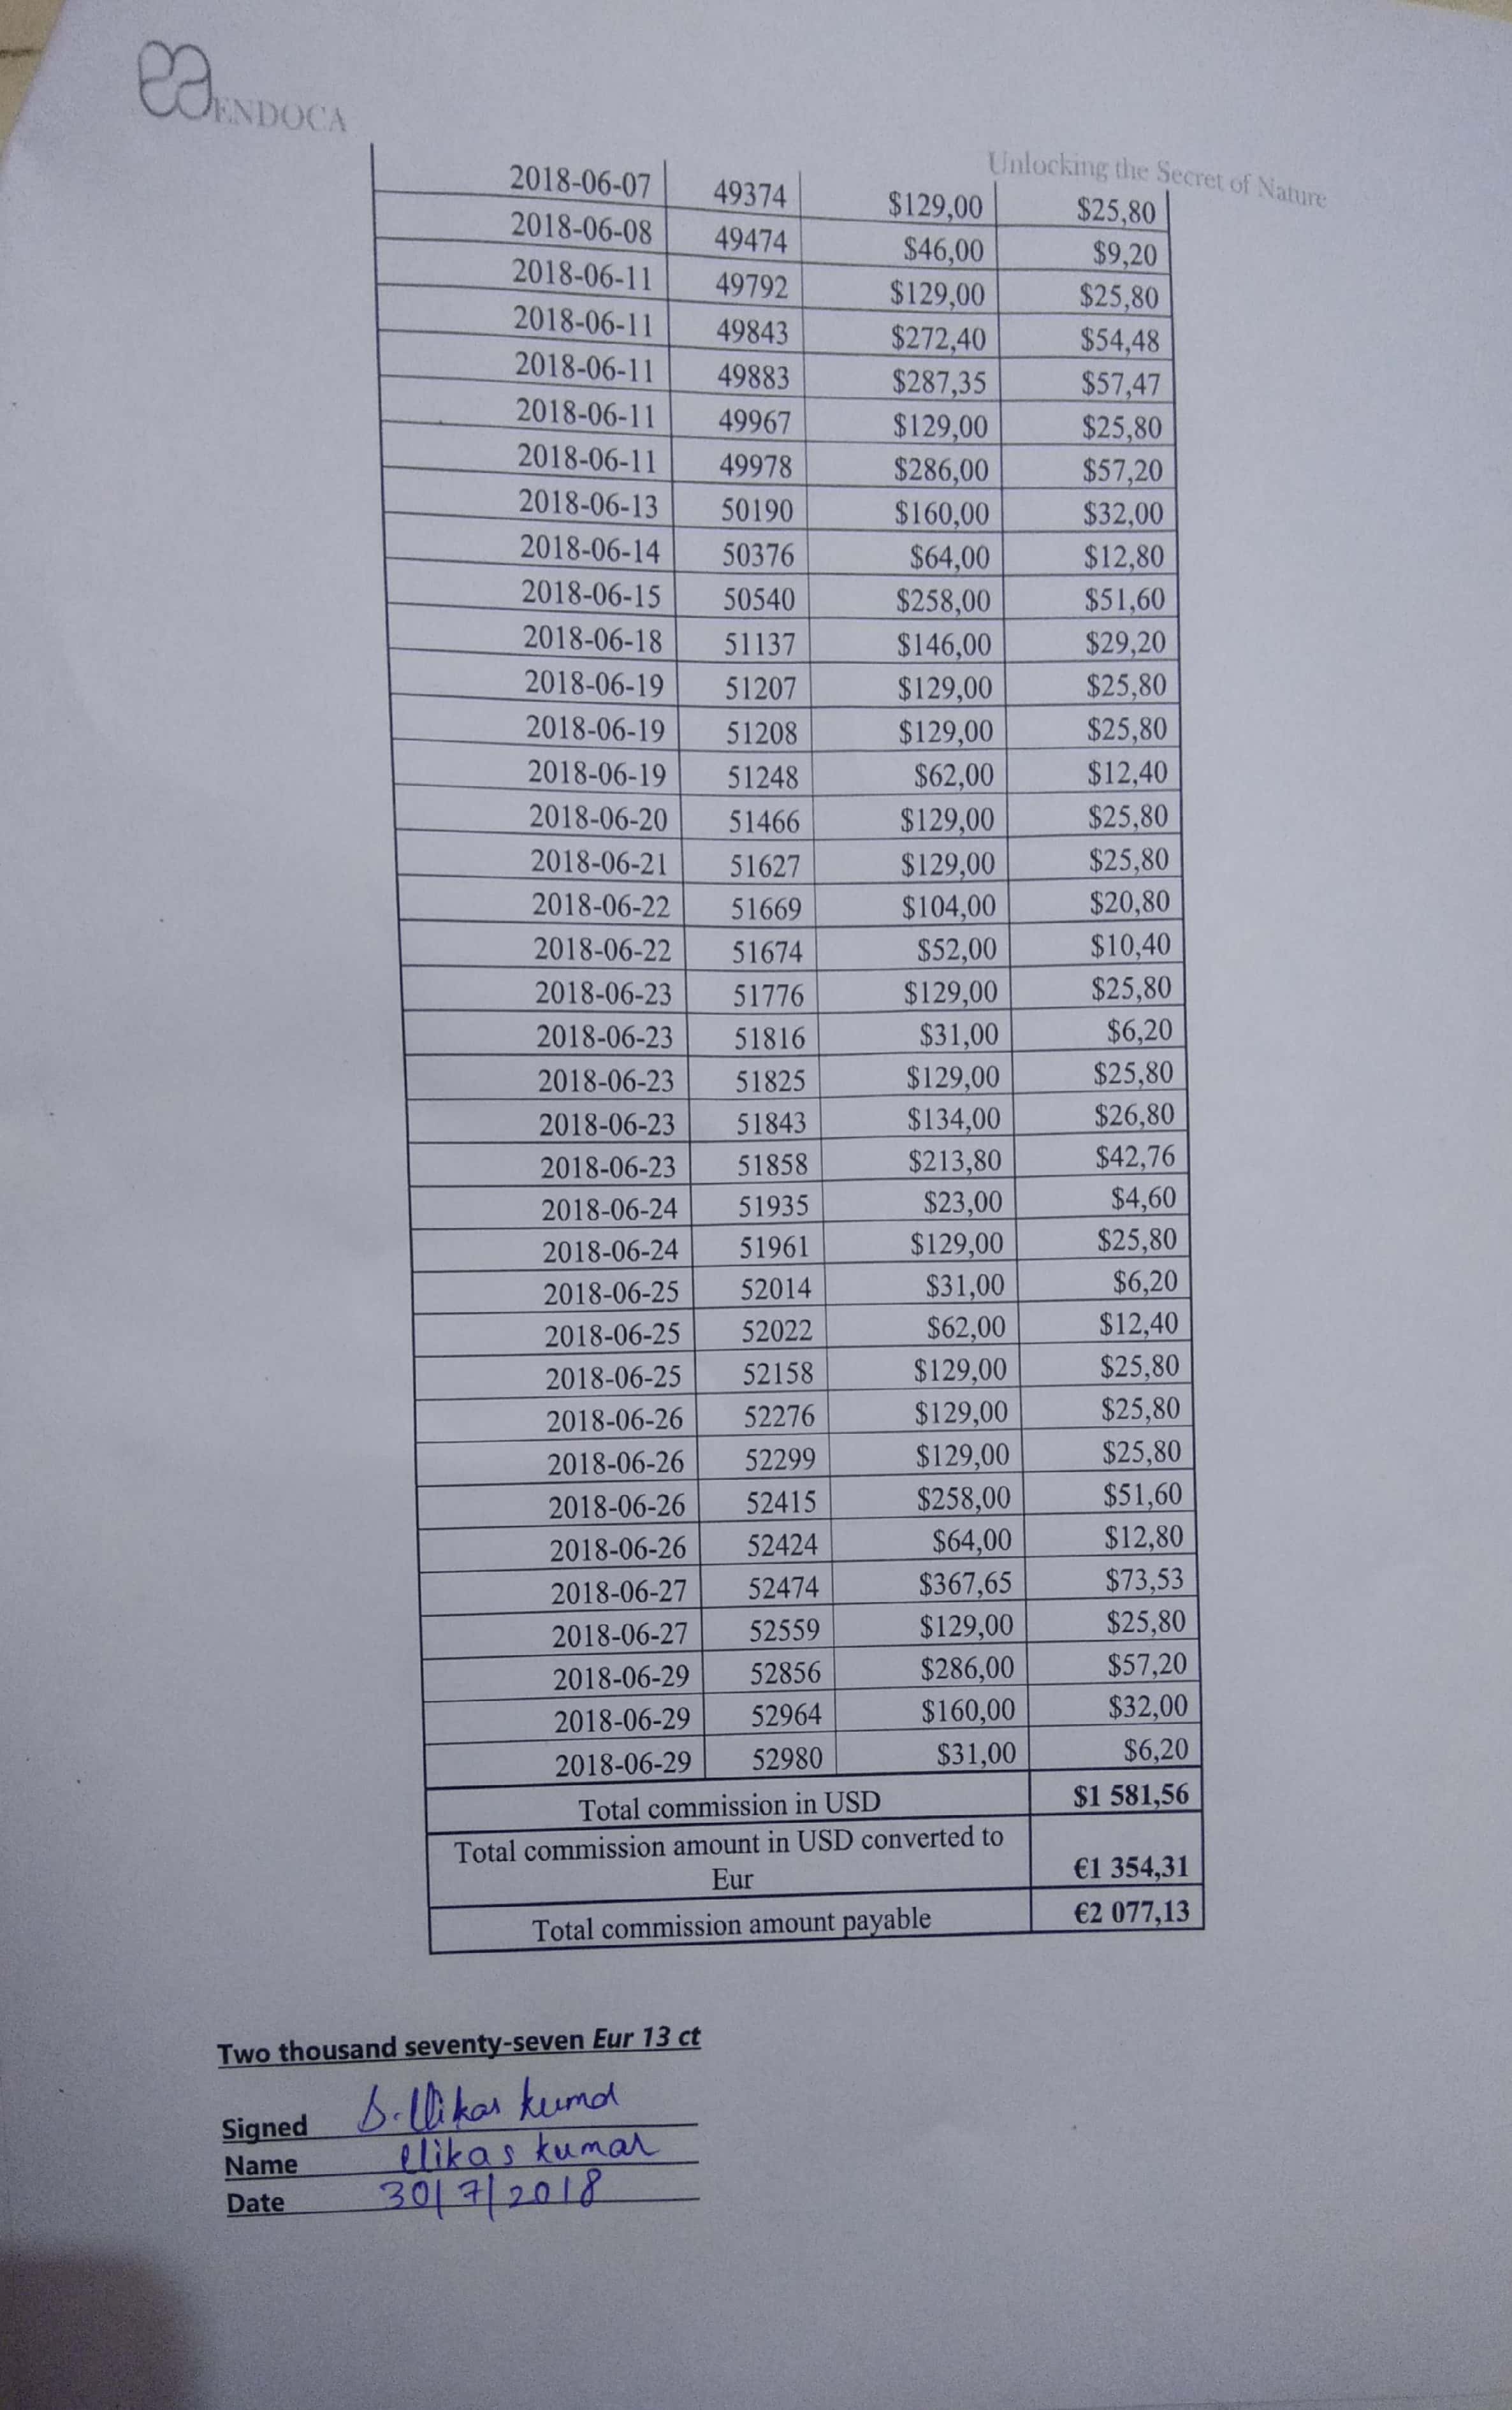 ENDOCA
Unlocking the Secret of Nature
2018-06-07 49374 $129,00 $25,80
2018-06-08 49474 $46,00 $9,20
2018-06-11 49792 $129,00 $25,80
2018-06-11 49843 $272,40 $54,48
2018-06-11 49883 $287,35 $57,47
2018-06-11 49967 $129,00 $25,80
2018-06-11 49978 $286,00 $57,20
2018-06-13 50190 $160,00 $32,00
2018-06-14 50376 $64,00 $12,80
2018-06-15 50540 $258,00 $51,60
2018-06-18 51137 $146,00 $29,20
2018-06-19 51207 $129,00 $25,80
2018-06-19 51208 $129,00 $25,80
2018-06-19 51248 $62,00 $12,40
2018-06-20 51466 $129,00 $25,80
2018-06-21 51627 $129,00 $25,80
2018-06-22 51669 $104,00 $20,80
2018-06-22 51674 $52,00 $10,40
2018-06-23 51776 $129,00 $25,80
2018-06-23 51816 $31,00 $6,20
2018-06-23 51825 $129,00 $25,80
2018-06-23 51843 $134,00 $26,80
2018-06-23 51858 $213,80 $42,76
2018-06-24 51935 $23,00 $4,60
2018-06-24 51961 $129,00 $25,80
2018-06-25 52014 $31,00 $6,20
2018-06-25 52022 $62,00 $12,40
2018-06-25 52158 $129,00 $25,80
2018-06-26 52276 $129,00 $25,80
2018-06-26 52299 $129,00 $25,80
2018-06-26 52415 $258,00 $51,60
2018-06-26 52424 $64,00 $12,80
2018-06-27 52474 $367,65 $73,53
2018-06-27 52559 $129,00 $25,80
2018-06-29 52856 $286,00 $57,20
2018-06-29 52964 $160,00 $32,00
2018-06-29 52980 $31,00 $6,20
Total commission in USD $1 581,56
Total commission amount in USD converted to
Eur €1 354,31
Total commission amount payable €2 077,13
Two thousand seventy-seven Eur 13 ct
Signed
Name kumar
Date 30/7/2018